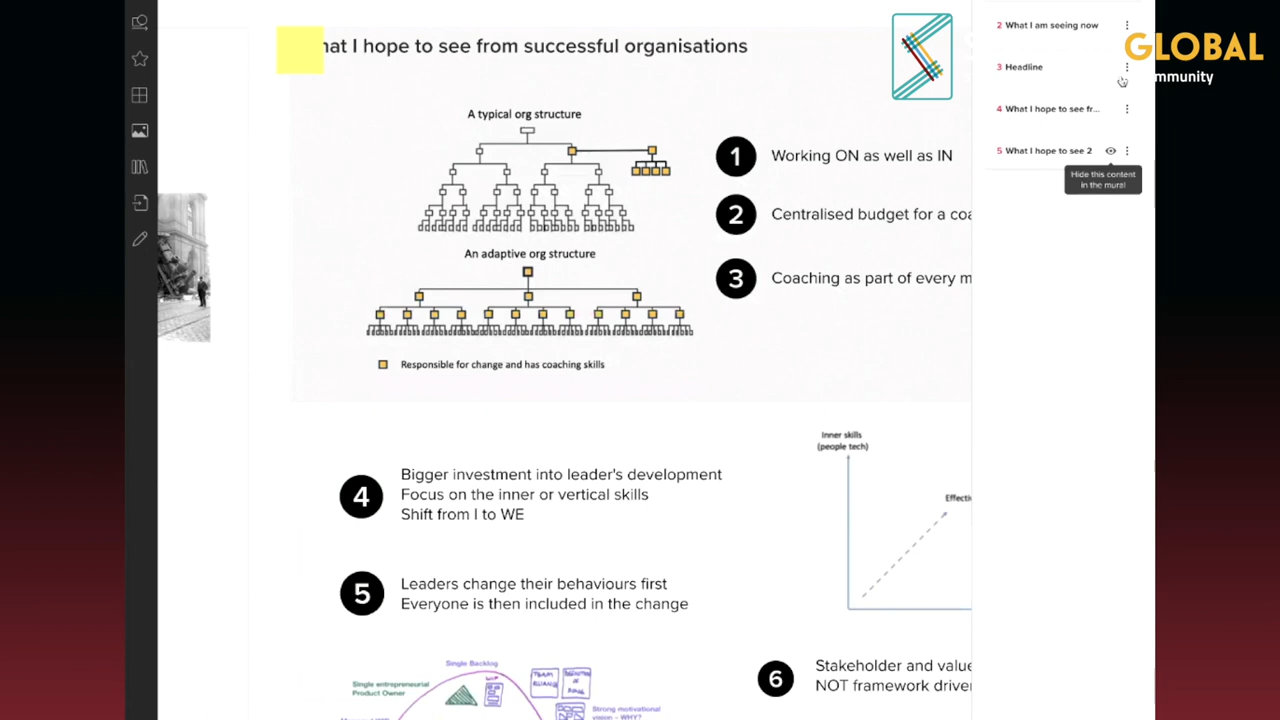 hat I hope to see from successful organisations
A typical org structure
An adaptive org structure
Responsible for change and has coaching skills
1
Working ON as well as IN
2
Centralised budget for a coa
3
Coaching as part of every m
4
Bigger investment into leader's development
Focus on the inner or vertical skills
Shift from I to WE
5
Leaders change their behaviours first
Everyone is then included in the change
Inner skills
(people tech)
Effecti
6
Stakeholder and value
NOT framework driven
Single Backlog
Single entrepreneurial
Product Owner
TEAM
ALLIANCE
DEFINITION
OF
DONE
Strong motivational
vision - WHY?
2 What I am seeing now
3 Headline
4 What I hope to see fr...
5 What I hope to see 2
Hide this content
in the mural
GLOBAL
mmunity